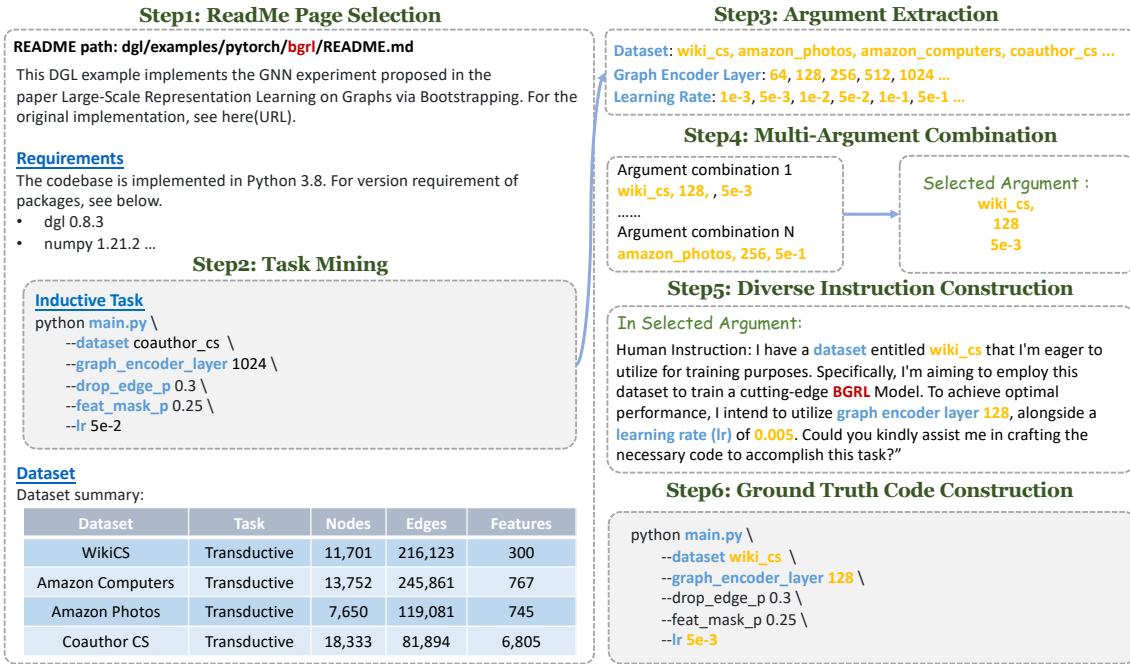 Step1: ReadMe Page Selection
README path: dgl/examples/pytorch/bgrl/README.md
This DGL example implements the GNN experiment proposed in the
paper Large-Scale Representation Learning on Graphs via Bootstrapping. For the
original implementation, see here(URL).
Requirements
The codebase is implemented in Python 3.8. For version requirement of
packages, see below.
• dgl 0.8.3
• numpy 1.21.2 ...
Step2: Task Mining
Inductive Task
python main.py \
--dataset coauthor_cs \
--graph_encoder_layer 1024 \
--drop_edge_p 0.3 \
--feat_mask_p 0.25 \
--lr 5e-2
Dataset
Dataset summary:
Dataset Task Nodes Edges Features
WikiCS Transductive 11,701 216,123 300
Amazon Computers Transductive 13,752 245,861 767
Amazon Photos Transductive 7,650 119,081 745
Coauthor CS Transductive 18,333 81,894 6,805
Step3: Argument Extraction
Dataset: wiki_cs, amazon_photos, amazon_computers, coauthor_cs ...
Graph Encoder Layer: 64, 128, 256, 512, 1024 ...
Learning Rate: 1e-3, 5e-3, 1e-2, 5e-2, 1e-1, 5e-1 ...
Step4: Multi-Argument Combination
Argument combination 1
wiki_cs, 128, , 5e-3
......
Argument combination N
amazon_photos, 256, 5e-1
Selected Argument :
wiki_cs,
128
5e-3
Step5: Diverse Instruction Construction
In Selected Argument:
Human Instruction: I have a dataset entitled wiki_cs that I'm eager to
utilize for training purposes. Specifically, I'm aiming to employ this
dataset to train a cutting-edge BGRL Model. To achieve optimal
performance, I intend to utilize graph encoder layer 128, alongside a
learning rate (lr) of 0.005. Could you kindly assist me in crafting the
necessary code to accomplish this task?”
Step6: Ground Truth Code Construction
python main.py \
--dataset wiki_cs \
--graph_encoder_layer 128 \
--drop_edge_p 0.3 \
--feat_mask_p 0.25 \
--lr 5e-3